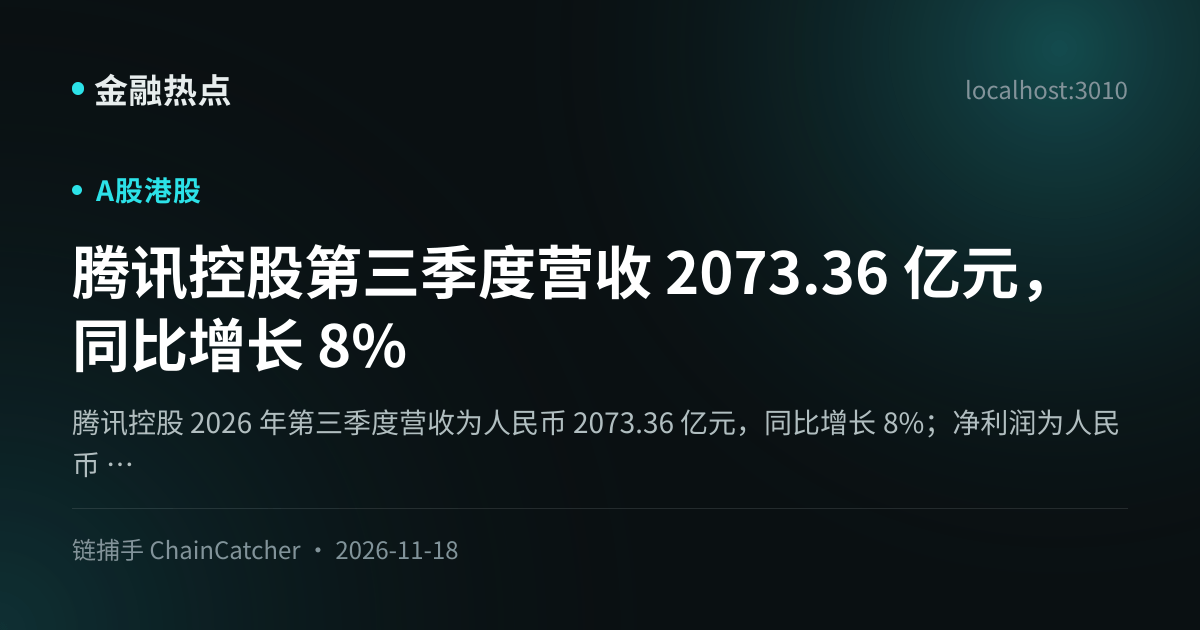 金融热点
localhost:3010
A股港股
腾讯控股第三季度营收 2073.36 亿元，
同比增长 8%
腾讯控股 2026 年第三季度营收为人民币 2073.36 亿元，同比增长 8%；净利润为人民
币 …
链捕手 ChainCatcher · 2026-11-18